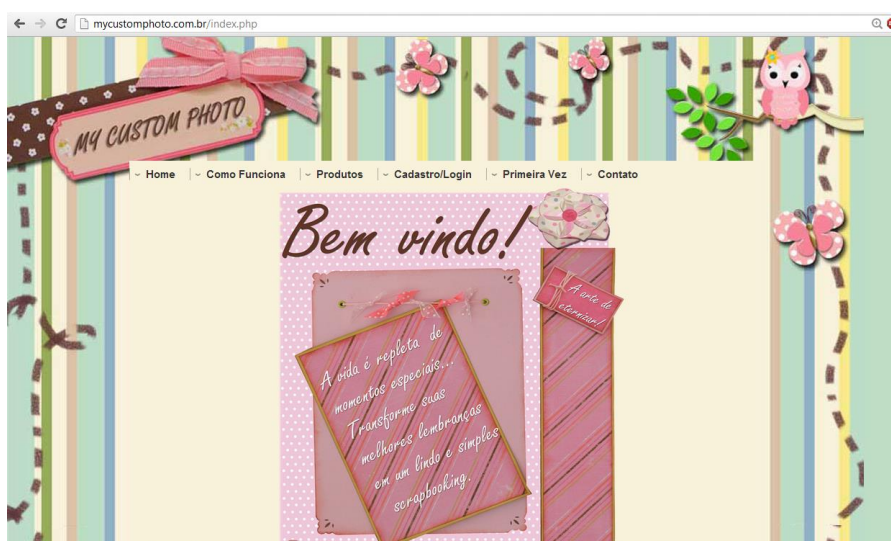 mycustomphoto.com.br/index.php
MY CUSTOM PHOTO
Home Como Funciona Produtos Cadastro/Login Primeira Vez Contato
Bem vindo!
A arte de
eternizar!
A vida é repleta de
momentos especiais...
Transforme suas
melhores lembranças
em um lindo e simples
scrapbooking.